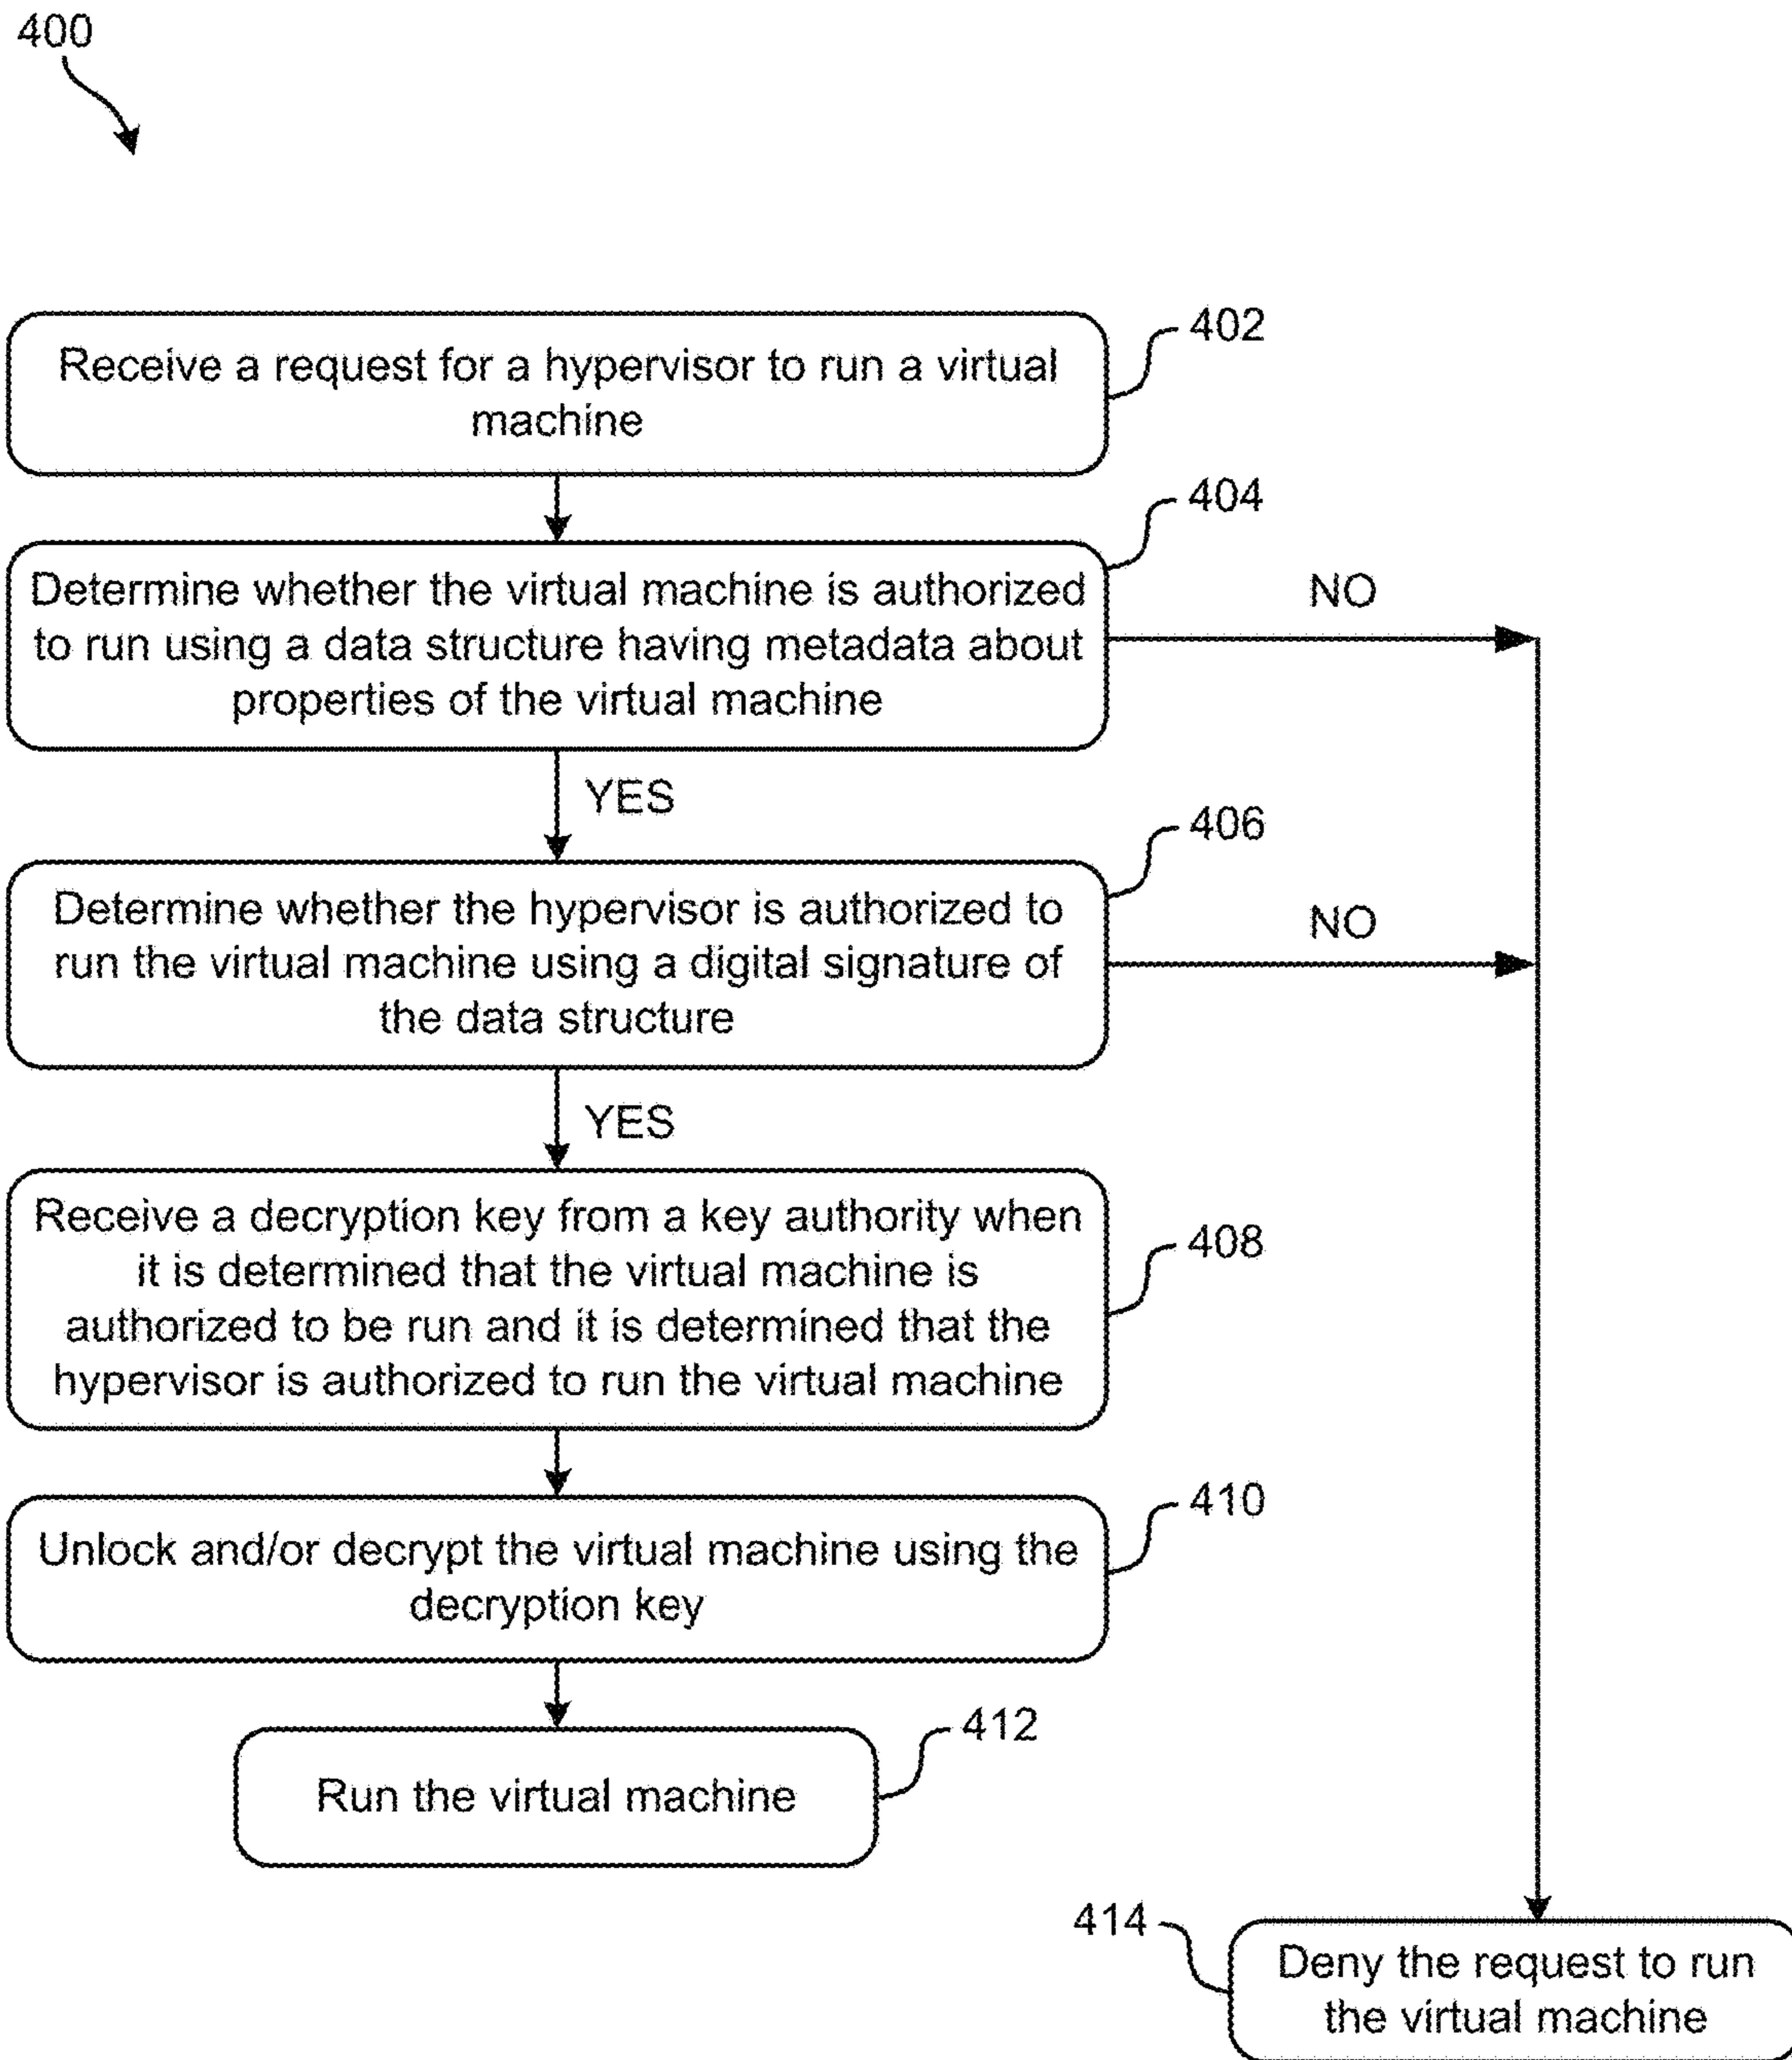 400
Receive a request for a hypervisor to run a virtual
machine
402
Determine whether the virtual machine is authorized
to run using a data structure having metadata about
properties of the virtual machine
404
NO
YES
Determine whether the hypervisor is authorized to
run the virtual machine using a digital signature of
the data structure
406
NO
YES
Receive a decryption key from a key authority when
it is determined that the virtual machine is
authorized to be run and it is determined that the
hypervisor is authorized to run the virtual machine
408
Unlock and/or decrypt the virtual machine using the
decryption key
410
Run the virtual machine
412
414
Deny the request to run
the virtual machine